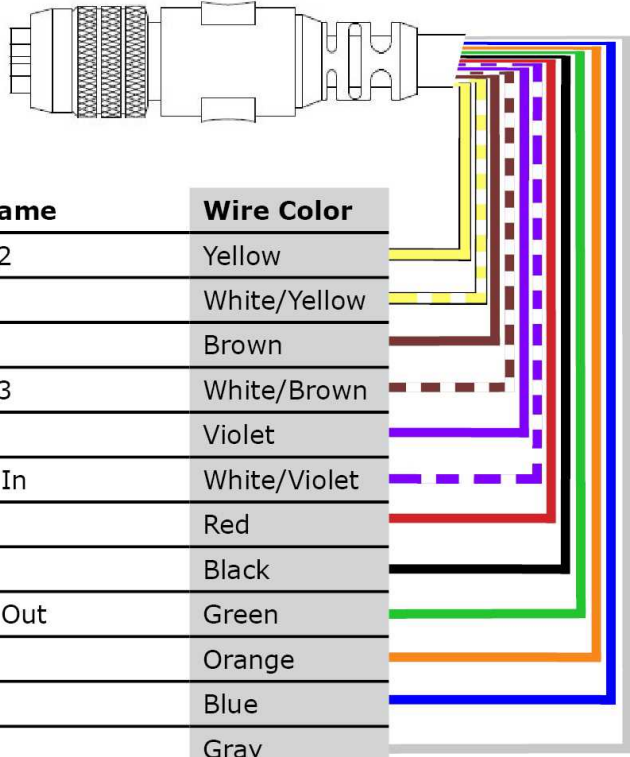 ame Wire Color
2 Yellow
White/Yellow
Brown
3 White/Brown
Violet
In White/Violet
Red
Black
Out Green
Orange
Blue
Gray